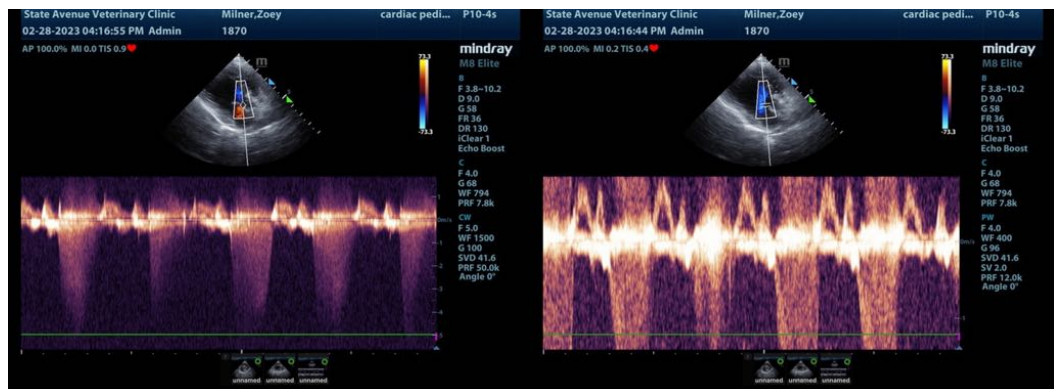 State Avenue Veterinary Clinic Milner,Zoey cardiac pedi... P10-4s
02-28-2023 04:16:55 PM Admin 1870
AP 100.0% MI 0.0 TIS 0.9
mindray
M8 Elite
73.3
-73.3
B
F 3.8~10.2
D 9.0
G 58
FR 36
DR 130
iClear 1
Echo Boost
C
F 4.0
G 68
WF 794
PRF 7.8k
CW
F 5.0
WF 1500
G 100
SVD 41.6
PRF 50.0k
Angle 0°
1
0m/s
-1
-2
-3
-4
-5
unnamed unnamed unnamed
State Avenue Veterinary Clinic Milner,Zoey cardiac pedi... P10-4s
02-28-2023 04:16:44 PM Admin 1870
AP 100.0% MI 0.2 TIS 0.4
mindray
M8 Elite
73.3
-73.3
B
F 3.8~10.2
D 9.0
G 58
FR 36
DR 130
iClear 1
Echo Boost
C
F 4.0
G 68
WF 794
PRF 7.8k
PW
F 4.0
WF 400
G 96
SVD 41.6
SV 2.0
PRF 12.0k
Angle 0°
0m/s
-1
unnamed unnamed unnamed